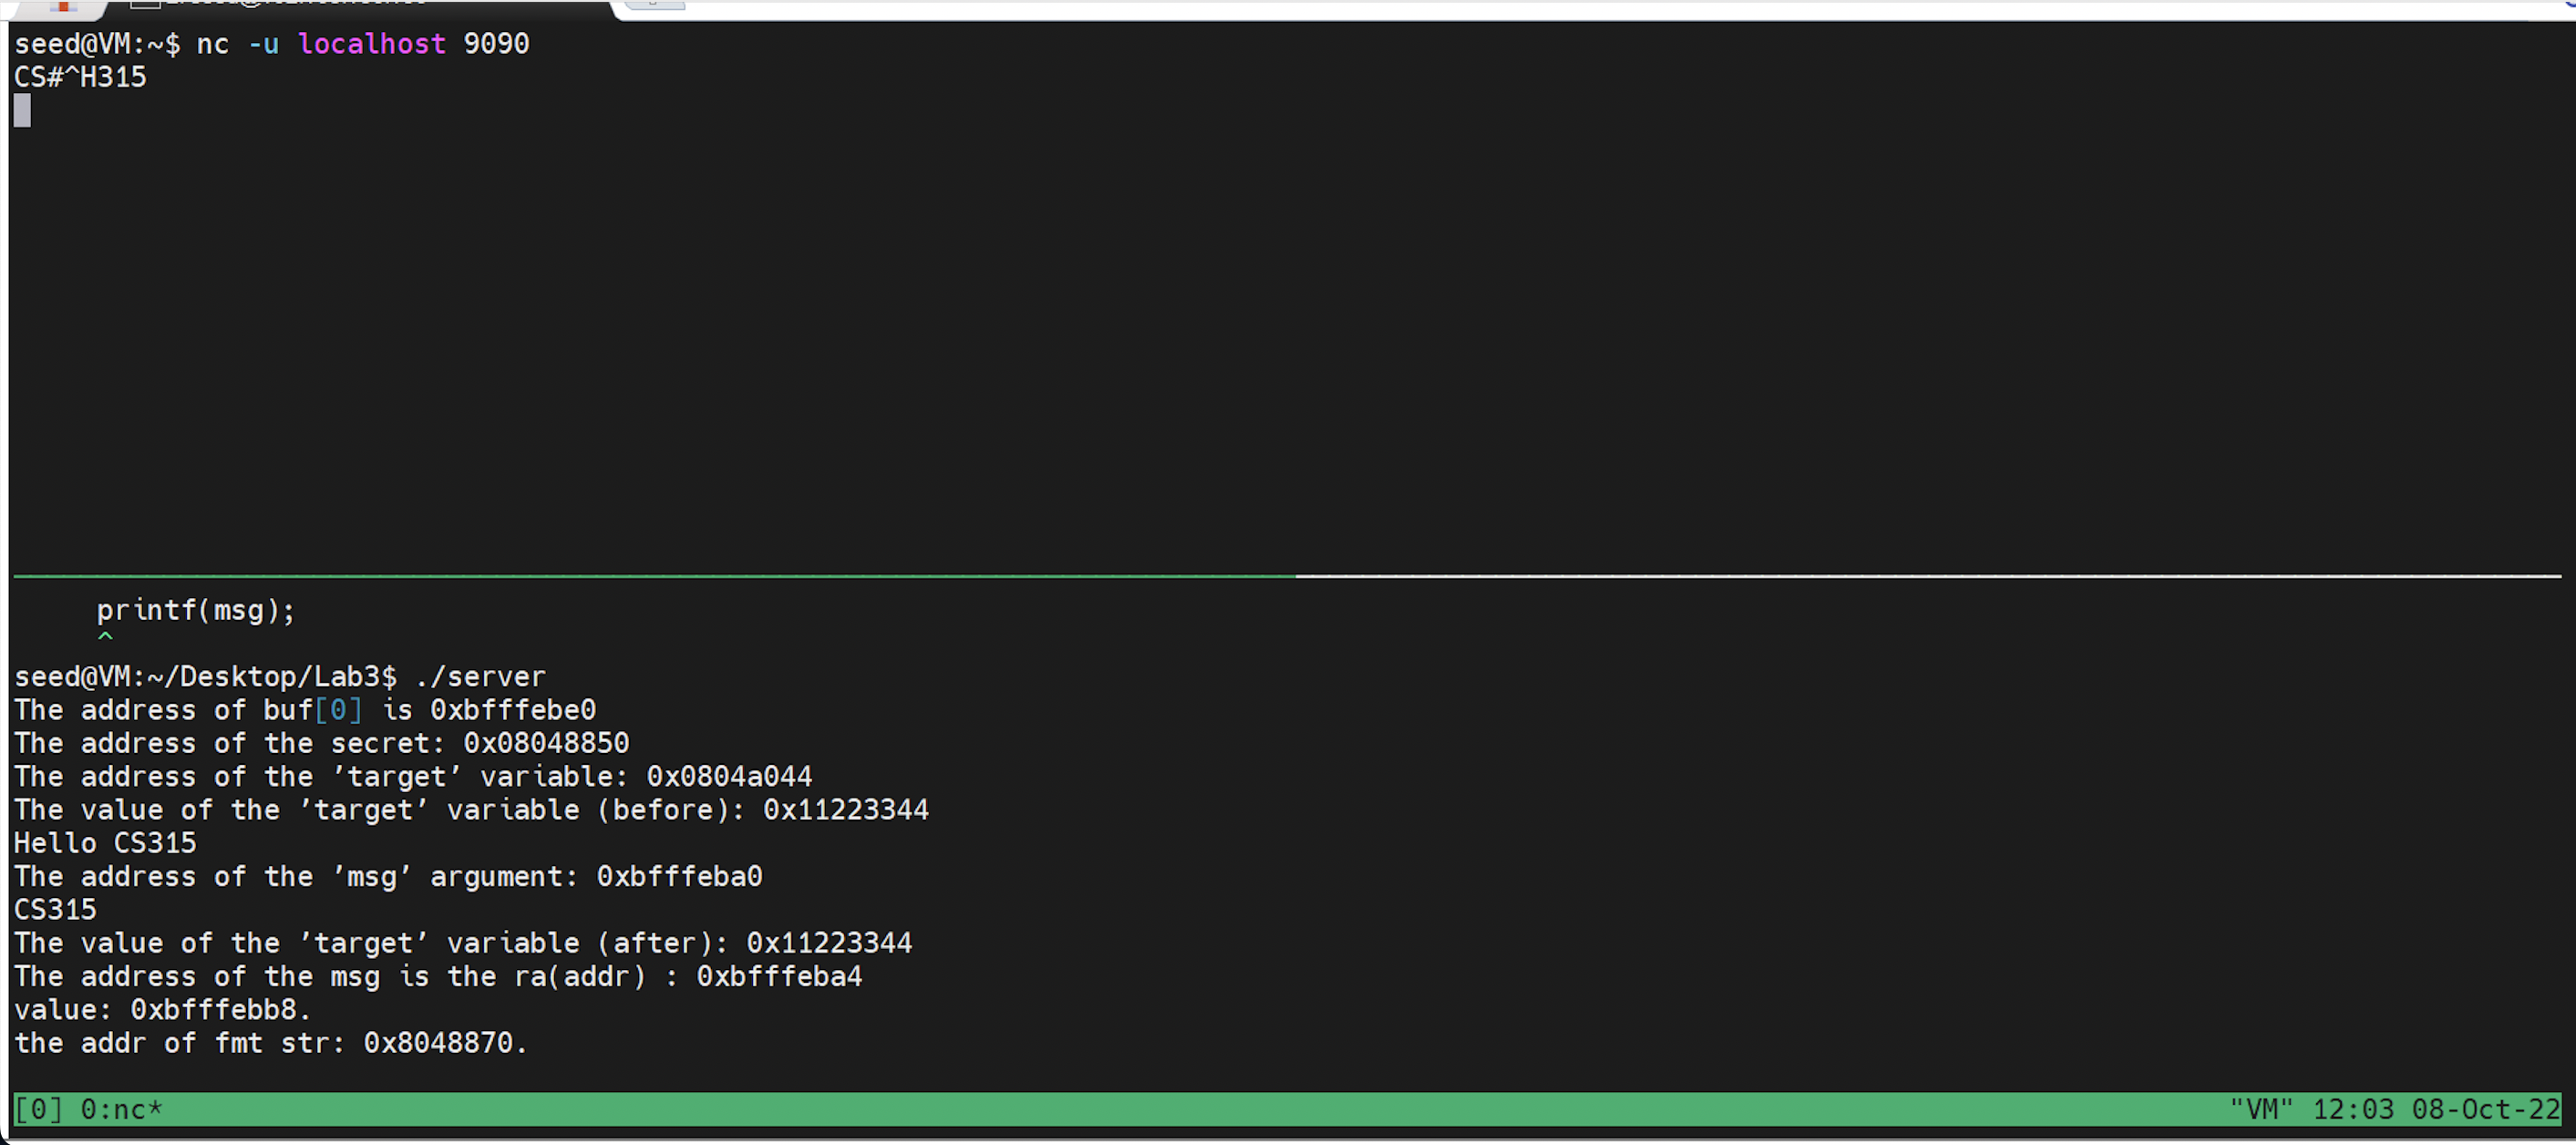 seed@VM:~$ nc -u localhost 9090
CS#^H315
printf(msg);
^
seed@VM:~/Desktop/Lab3$ ./server
The address of buf[0] is 0xbfffebe0
The address of the secret: 0x08048850
The address of the ’target’ variable: 0x0804a044
The value of the ’target’ variable (before): 0x11223344
Hello CS315
The address of the ’msg’ argument: 0xbfffeba0
CS315
The value of the ’target’ variable (after): 0x11223344
The address of the msg is the ra(addr) : 0xbfffeba4
value: 0xbfffebb8.
the addr of fmt str: 0x8048870.
[0] 0:nc* "VM" 12:03 08-Oct-22